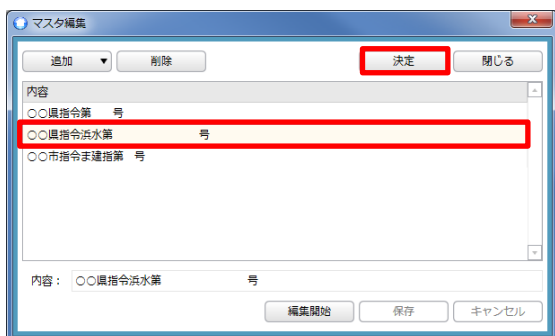 マスタ編集
追加 ▼ 削除 決定 閉じる
内容
○○県指令第　　号
○○県指令浜水第　　　　　　　　号
○○市指令ま建指第　号
内容： ○○県指令浜水第　　　　　　　　号
編集開始 保存 キャンセル